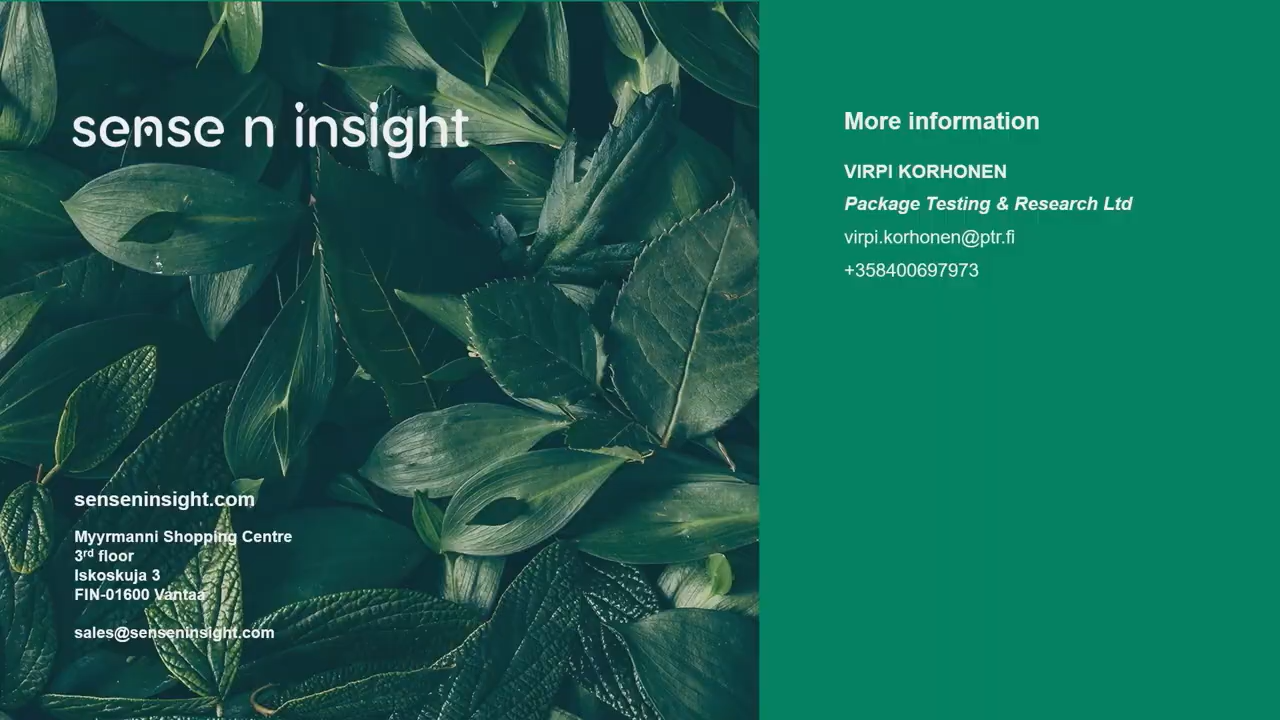 sense n insight
senseninsight.com
Myyrmanni Shopping Centre
3rd floor
Iskoskuja 3
FIN-01600 Vantaa
sales@senseninsight.com
More information
VIRPI KORHONEN
Package Testing & Research Ltd
virpi.korhonen@ptr.fi
+358400697973